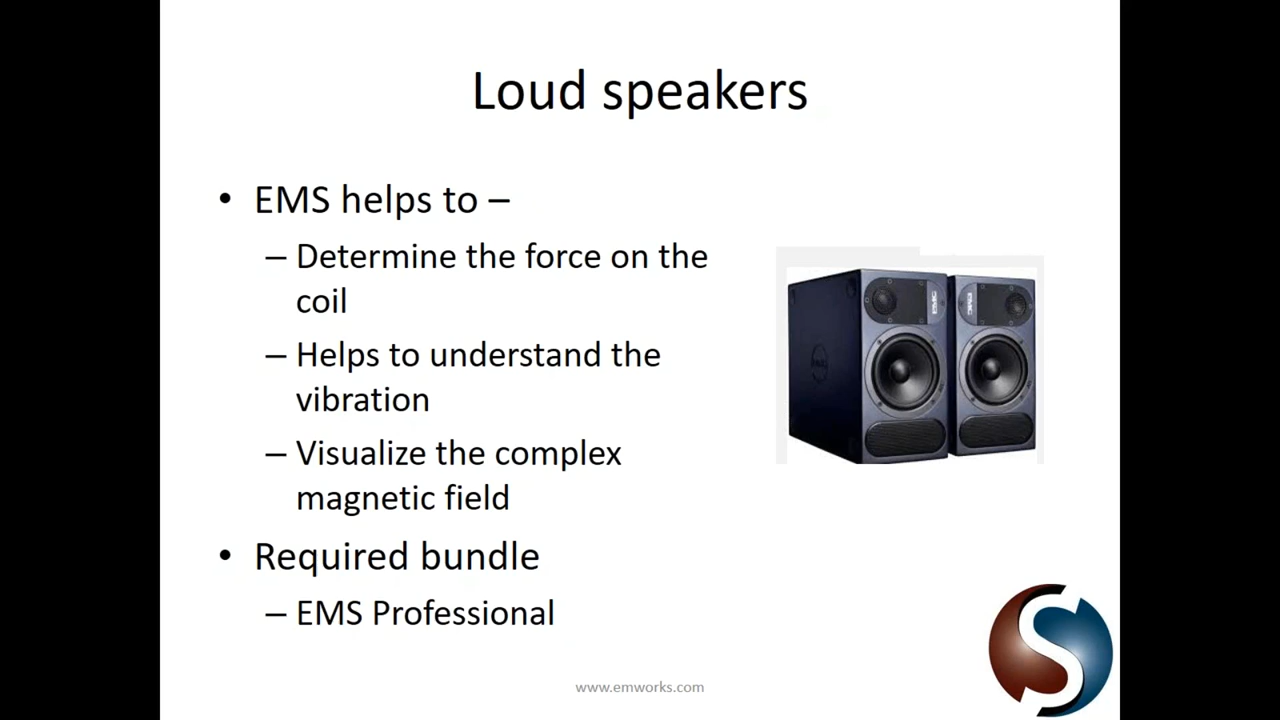 Loud speakers
• EMS helps to –
– Determine the force on the
coil
– Helps to understand the
vibration
– Visualize the complex
magnetic field
• Required bundle
– EMS Professional
www.emworks.com